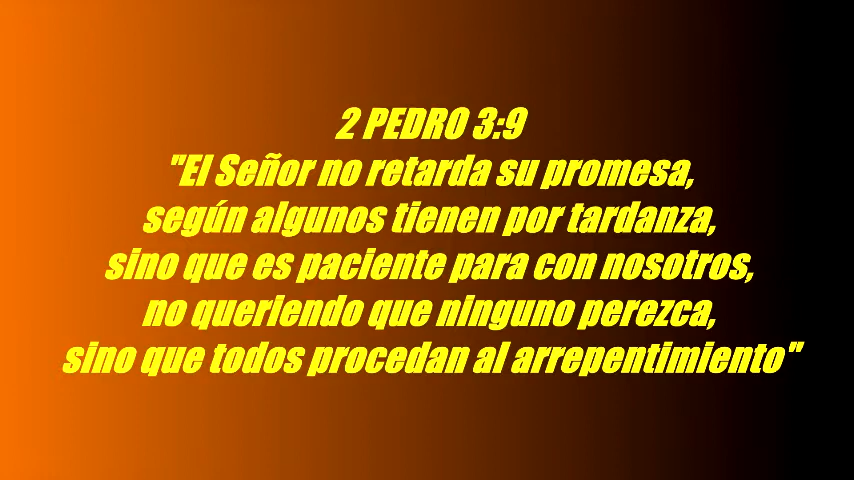 2 PEDRO 3:9
"El Señor no retarda su promesa,
según algunos tienen por tardanza,
sino que es paciente para con nosotros,
no queriendo que ninguno perezca,
sino que todos procedan al arrepentimiento"